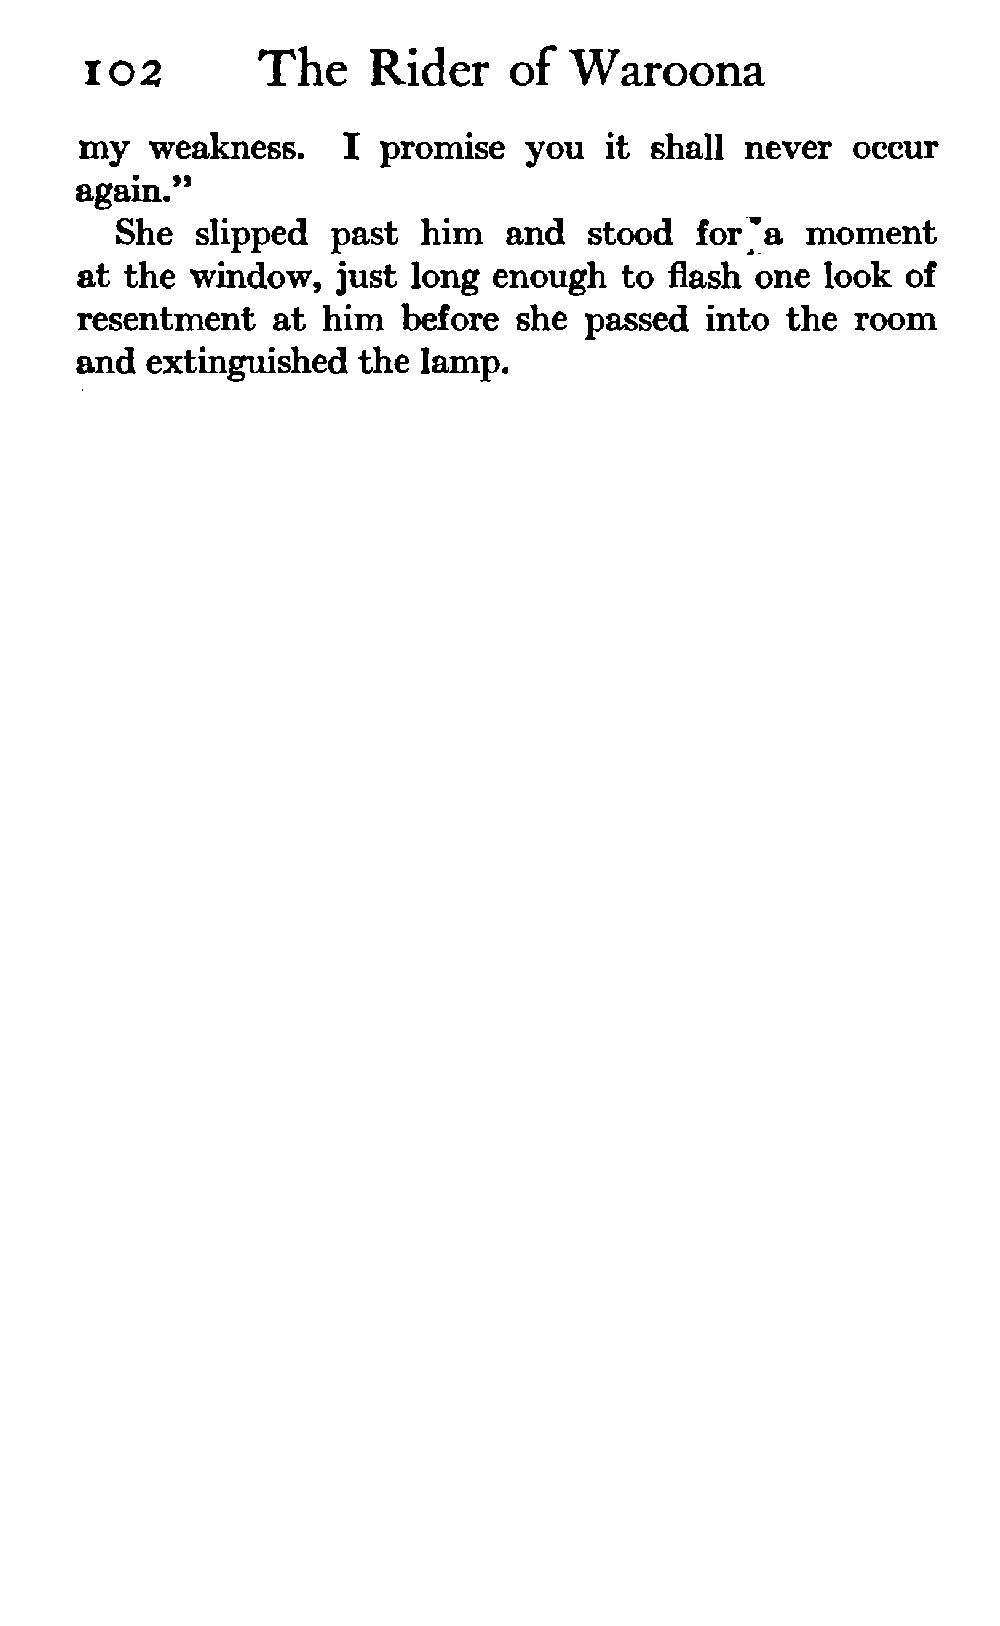 102 The Rider of Waroona
my weakness. I promise you it shall never occur
again."
She slipped past him and stood for a moment
at the window, just long enough to flash one look of
resentment at him before she passed into the room
and extinguished the lamp.